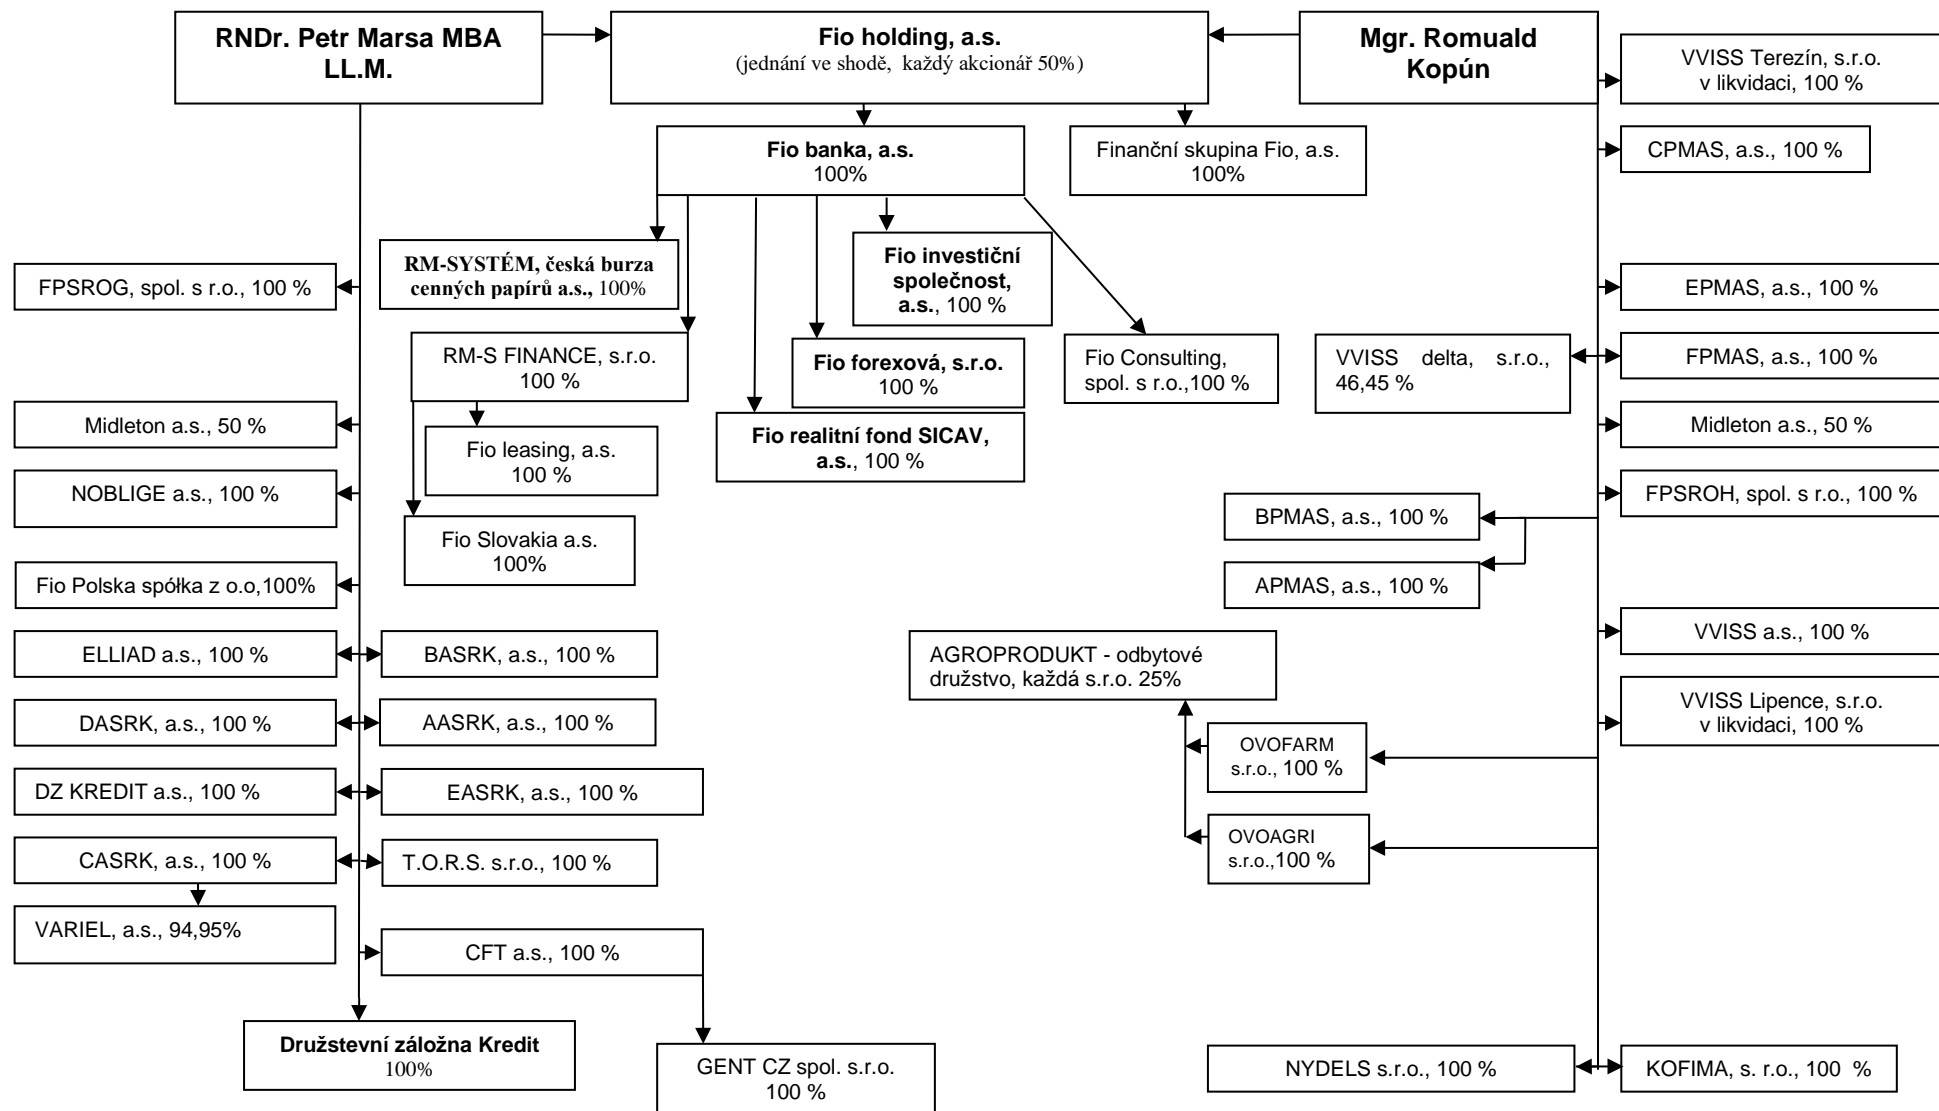 RNDr. Petr Marsa MBA
LL.M.
Fio holding, a.s.
(jednání ve shodě, každý akcionář 50%)
Mgr. Romuald
Kopún
VVISS Terezín, s.r.o.
v likvidaci, 100 %
Fio banka, a.s.
100%
Finanční skupina Fio, a.s.
100%
CPMAS, a.s., 100 %
RM-SYSTÉM, česká burza
cenných papírů a.s., 100%
Fio investiční
společnost,
a.s., 100 %
FPSROG, spol. s r.o., 100 %
EPMAS, a.s., 100 %
RM-S FINANCE, s.r.o.
100 %
Fio forexová, s.r.o.
100 %
Fio Consulting,
spol. s r.o.,100 %
VVISS delta, s.r.o.,
46,45 %
FPMAS, a.s., 100 %
Midleton a.s., 50 %
Fio leasing, a.s.
100 %
Fio realitní fond SICAV,
a.s., 100 %
Midleton a.s., 50 %
NOBLIGE a.s., 100 %
FPSROH, spol. s r.o., 100 %
Fio Slovakia a.s.
100%
BPMAS, a.s., 100 %
Fio Polska spółka z o.o,100%
APMAS, a.s., 100 %
ELLIAD a.s., 100 %
BASRK, a.s., 100 %
AGROPRODUKT - odbytové
družstvo, každá s.r.o. 25%
VVISS a.s., 100 %
DASRK, a.s., 100 %
AASRK, a.s., 100 %
VVISS Lipence, s.r.o.
v likvidaci, 100 %
OVOFARM
s.r.o., 100 %
DZ KREDIT a.s., 100 %
EASRK, a.s., 100 %
OVOAGRI
s.r.o.,100 %
CASRK, a.s., 100 %
T.O.R.S. s.r.o., 100 %
VARIEL, a.s., 94,95%
CFT a.s., 100 %
Družstevní záložna Kredit
100%
GENT CZ spol. s.r.o.
100 %
NYDELS s.r.o., 100 %
KOFIMA, s. r.o., 100 %